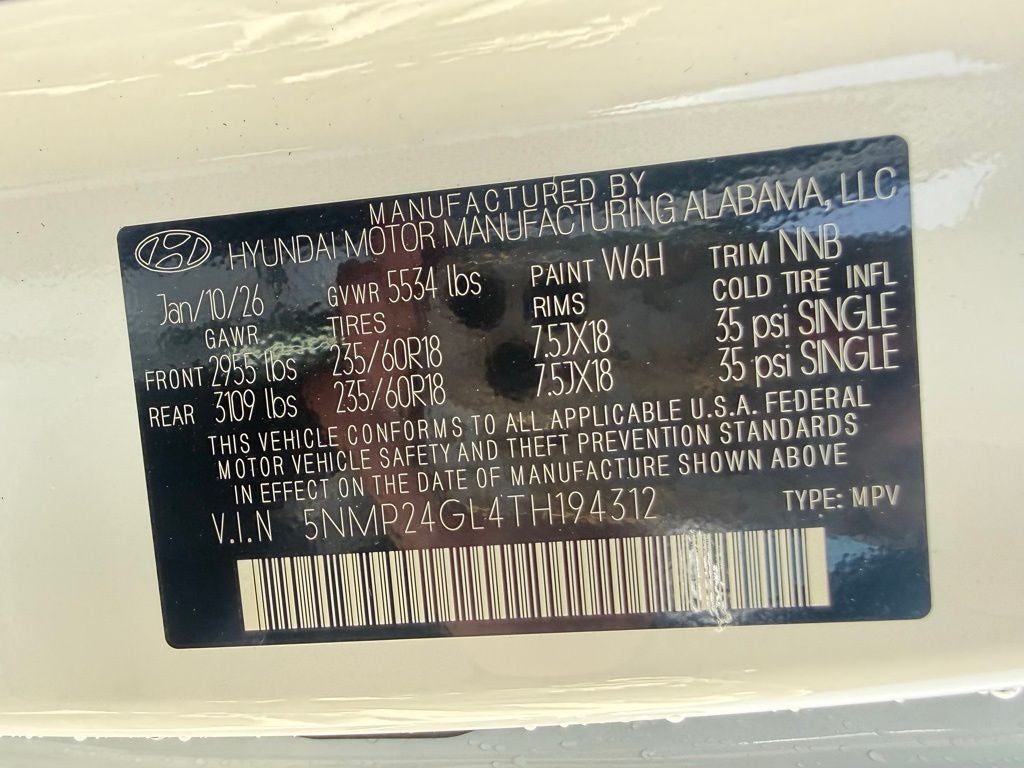 MANUFACTURED BY
HYUNDAI MOTOR MANUFACTURING ALABAMA, LLC
Jan/10/26 GVWR 5534 lbs PAINT W6H TRIM NNB
GAWR TIRES RIMS COLD TIRE INFL
FRONT 2955 lbs 235/60R18 7.5JX18 35 psi SINGLE
REAR 3109 lbs 235/60R18 7.5JX18 35 psi SINGLE
THIS VEHICLE CONFORMS TO ALL APPLICABLE U.S.A. FEDERAL
MOTOR VEHICLE SAFETY AND THEFT PREVENTION STANDARDS
IN EFFECT ON THE DATE OF MANUFACTURE SHOWN ABOVE
V.I.N 5NMP24GL4TH194312 TYPE: MPV